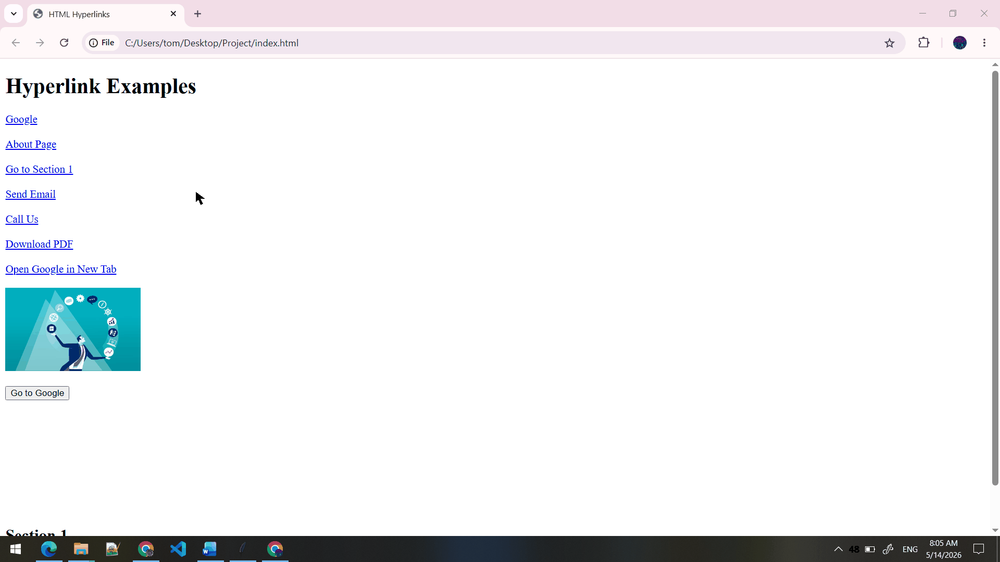 HTML Hyperlinks
File C:/Users/tom/Desktop/Project/index.html
Hyperlink Examples
Google
About Page
Go to Section 1
Send Email
Call Us
Download PDF
Open Google in New Tab
Go to Google
Section 1
48 ENG 8:05 AM
5/14/2026